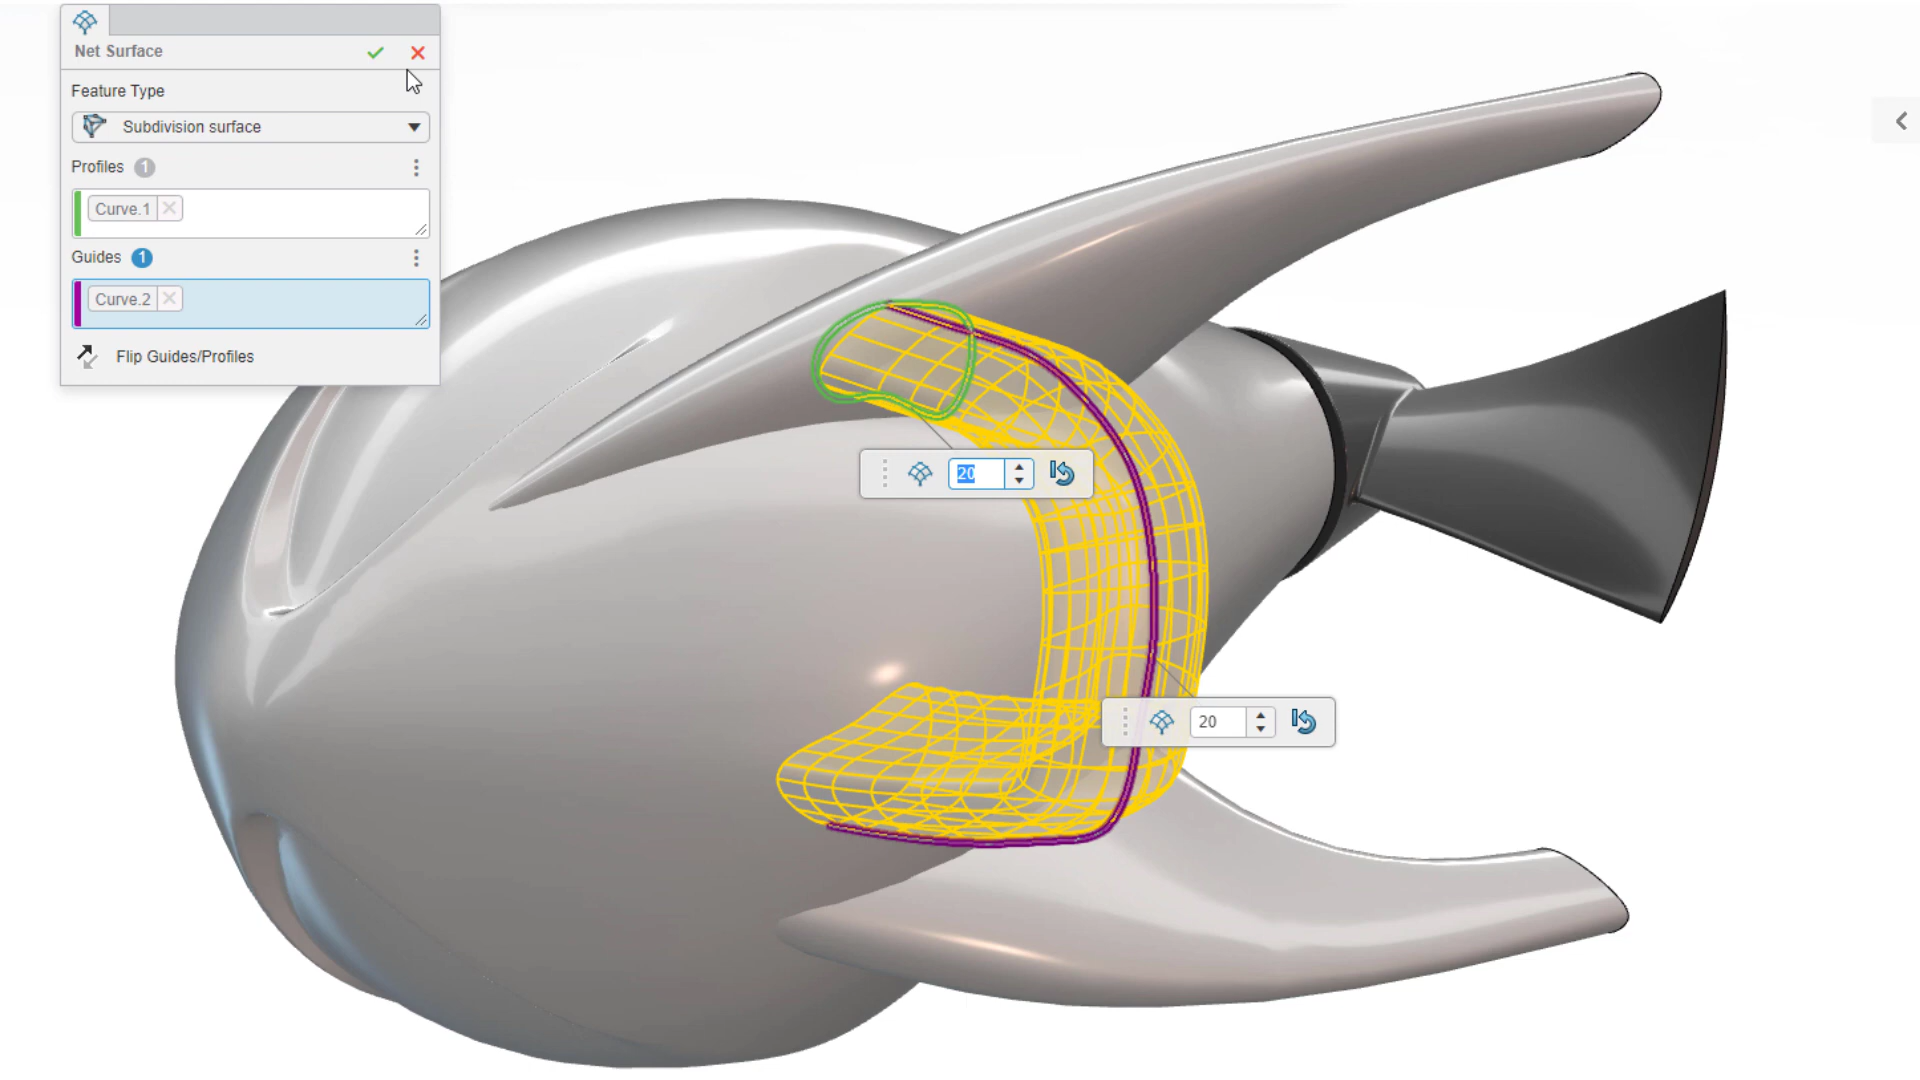 Net Surface
Feature Type
Subdivision surface
Profiles 1
Curve.1
Guides 1
Curve.2
Flip Guides/Profiles
20
20